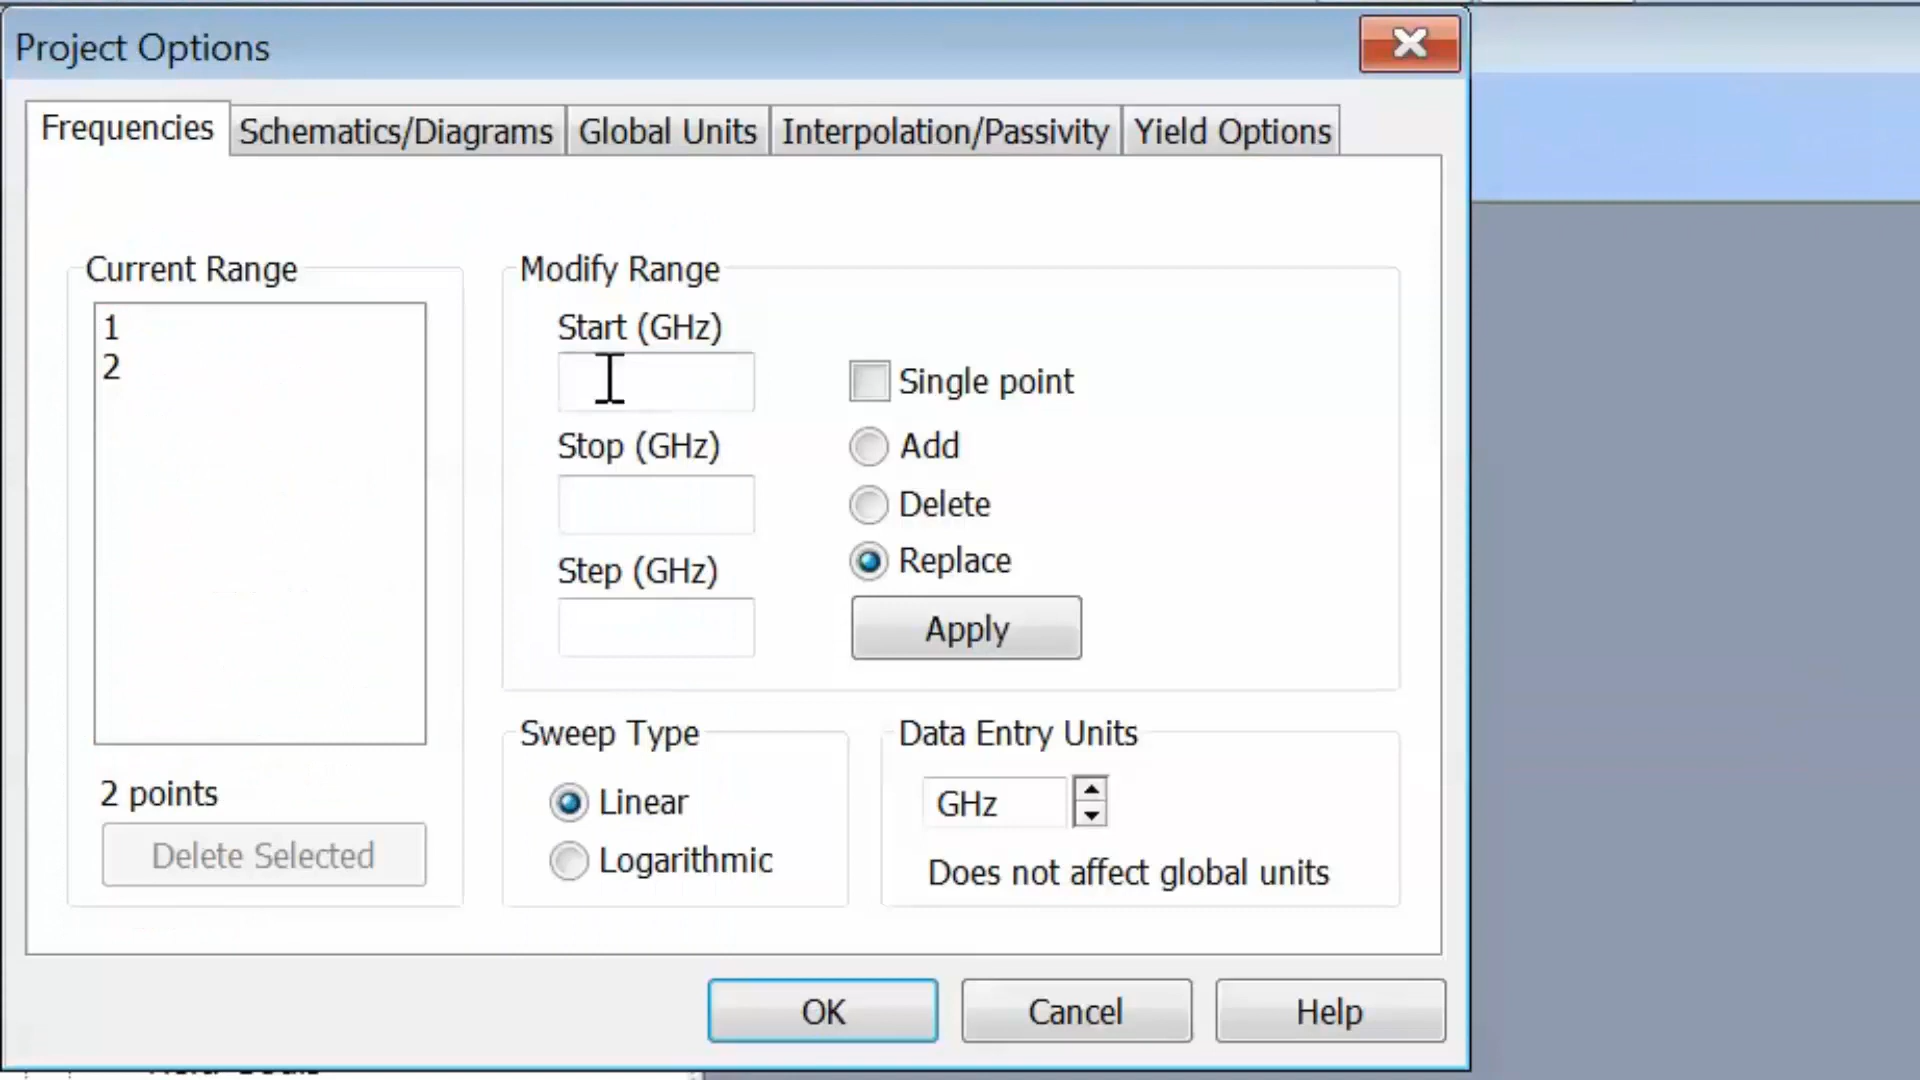 Project Options
Frequencies
Schematics/Diagrams
Global Units
Interpolation/Passivity
Yield Options
Current Range
1
2
2 points
Delete Selected
Modify Range
Start (GHz)
Stop (GHz)
Step (GHz)
Single point
Add
Delete
Replace
Apply
Sweep Type
Linear
Logarithmic
Data Entry Units
GHz
Does not affect global units
OK
Cancel
Help